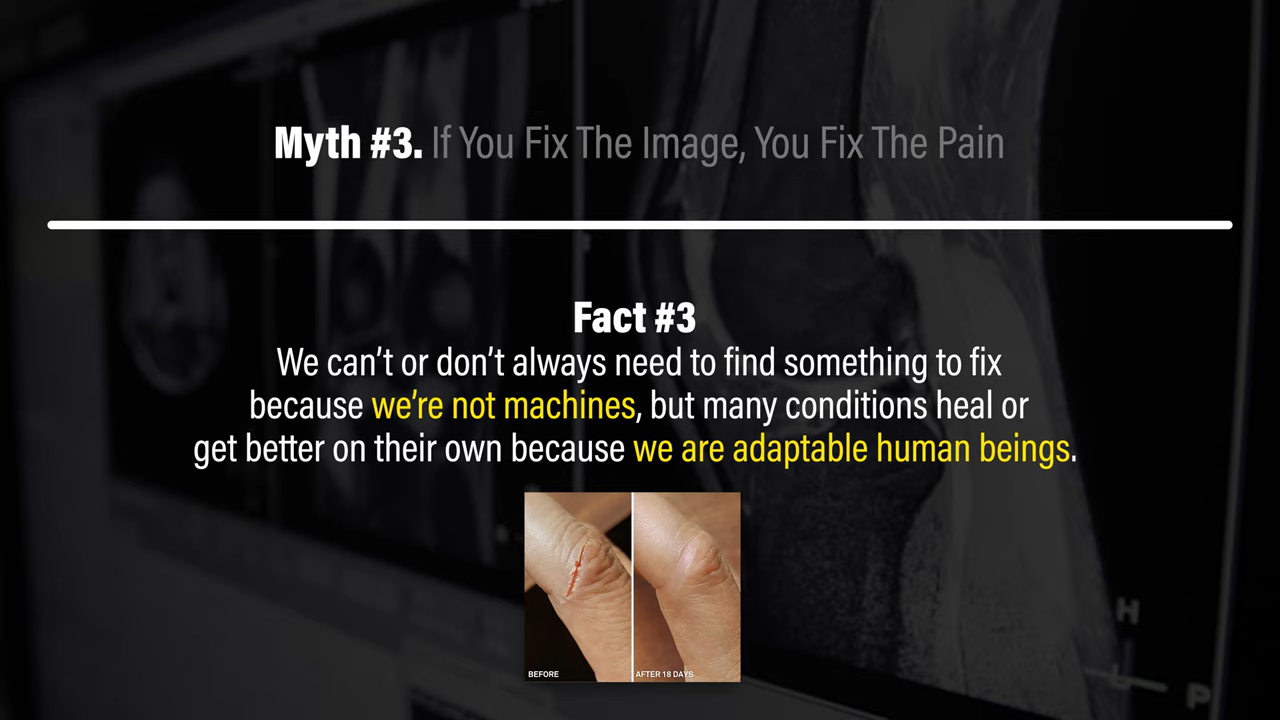 Myth #3. If You Fix The Image, You Fix The Pain
Fact #3
We can't or don't always need to find something to fix
because we're not machines, but many conditions heal or
get better on their own because we are adaptable human beings.
BEFORE
AFTER 18 DAYS
H
L
P